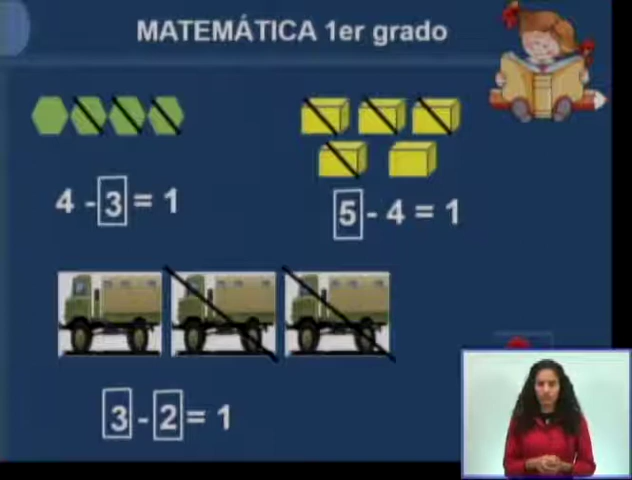 MATEMÁTICA 1er grado
4 - 3 = 1
5 - 4 = 1
3 - 2 = 1